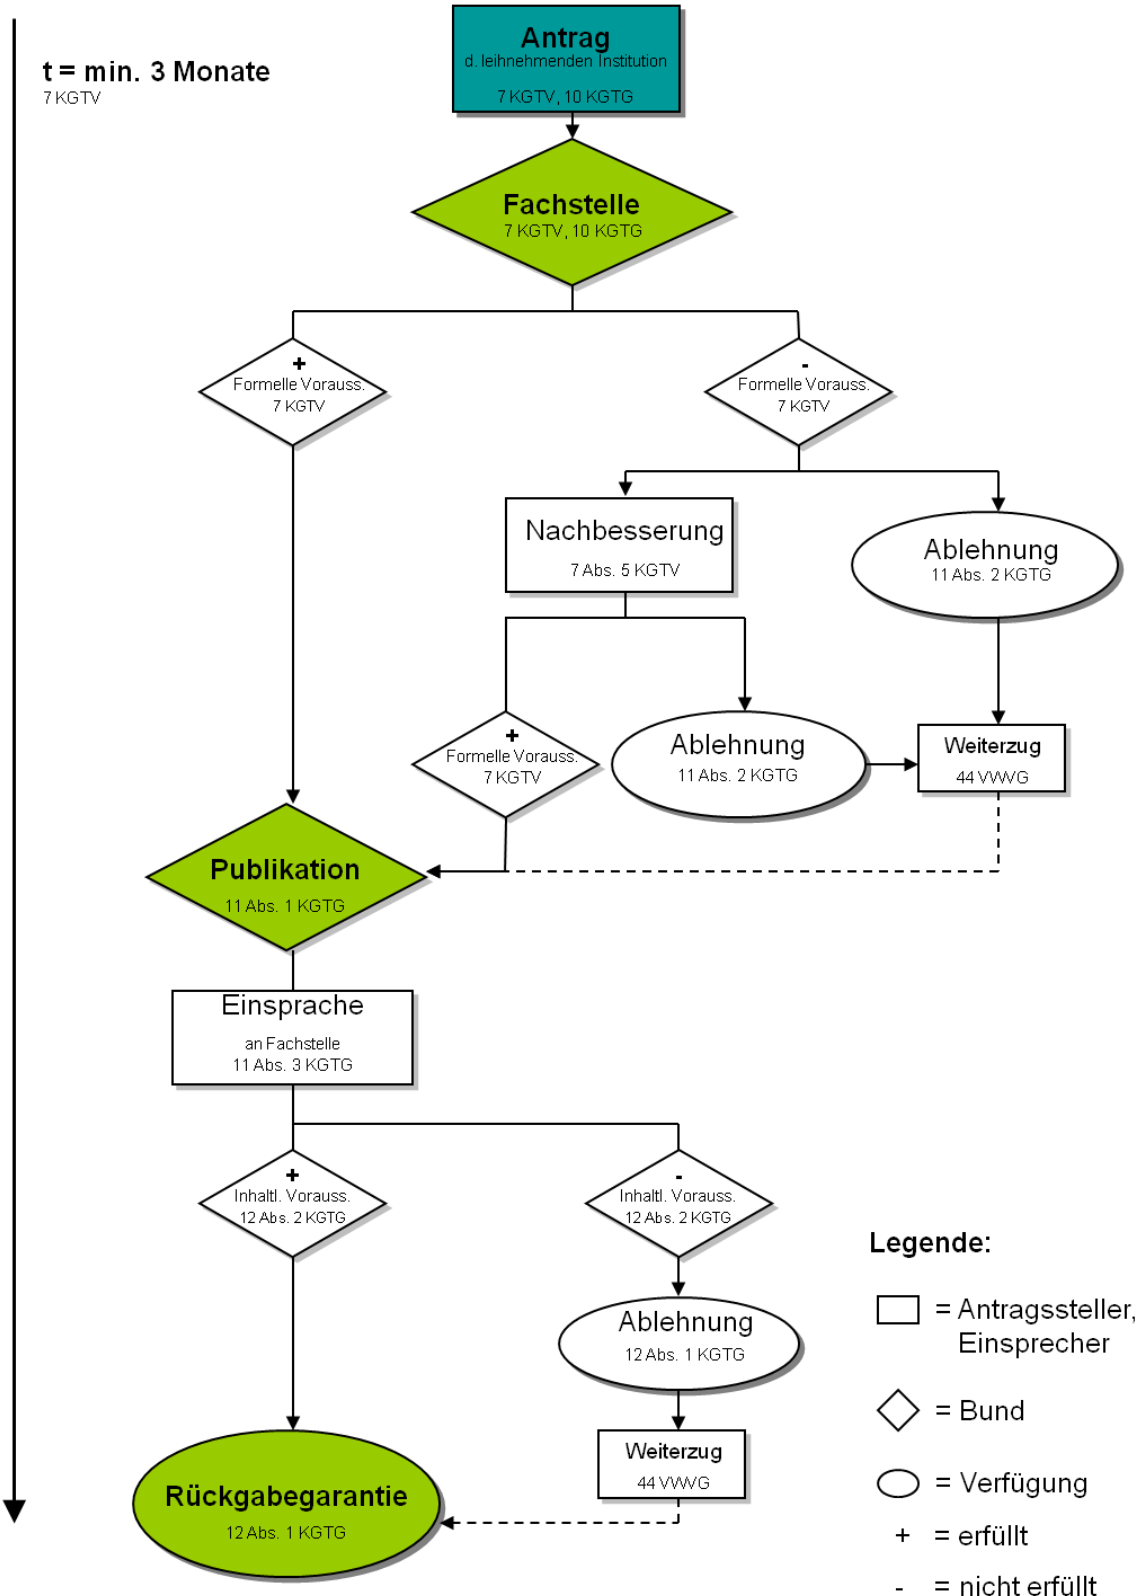 Antrag
d. leihnehmenden Institution
7 KGTV, 10 KGTG
t = min. 3 Monate
7 KGTV
Fachstelle
7 KGTV, 10 KGTG
+
Formelle Vorauss.
7 KGTV
-
Formelle Vorauss.
7 KGTV
Nachbesserung
7 Abs. 5 KGTV
Ablehnung
11 Abs. 2 KGTG
+
Formelle Vorauss.
7 KGTV
Ablehnung
11 Abs. 2 KGTG
Weiterzug
44 VWVG
Publikation
11 Abs. 1 KGTG
Einsprache
an Fachstelle
11 Abs. 3 KGTG
+
Inhaltl. Vorauss.
12 Abs. 2 KGTG
-
Inhaltl. Vorauss.
12 Abs. 2 KGTG
Ablehnung
12 Abs. 1 KGTG
Weiterzug
44 VWVG
Rückgabegarantie
12 Abs. 1 KGTG
Legende:
= Antragssteller,
Einsprecher
= Bund
= Verfügung
+ = erfüllt
- = nicht erfüllt